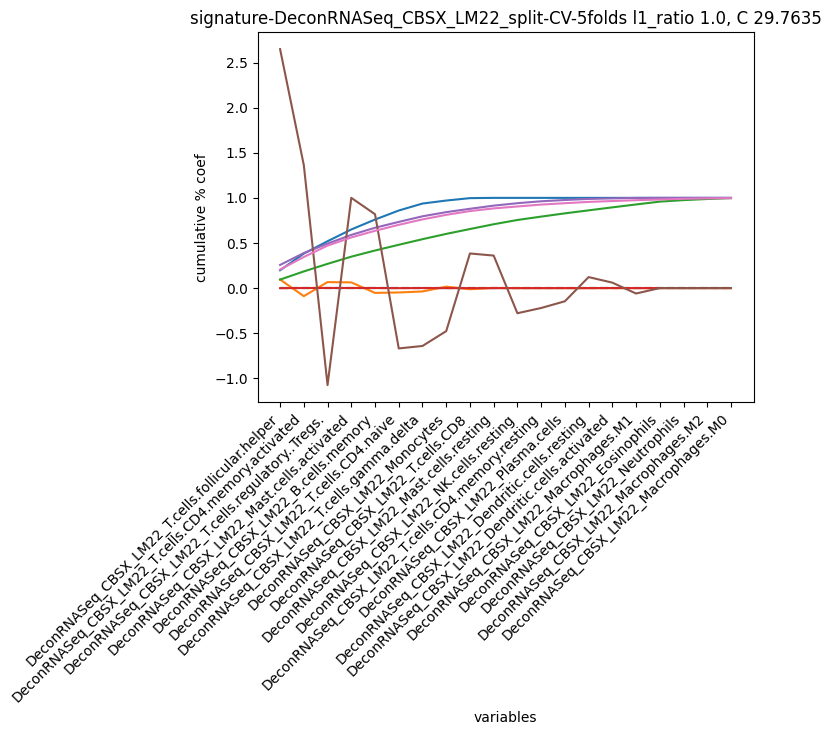 signature-DeconRNASeq_CBSX_LM22_split-CV-5folds l1_ratio 1.0, C 29.7635
cumulative % coef
2.5
2.0
1.5
1.0
0.5
0.0
−0.5
−1.0
DeconRNASeq_CBSX_LM22_T.cells.follicular.helper
DeconRNASeq_CBSX_LM22_T.cells.CD4.memory.activated
DeconRNASeq_CBSX_LM22_T.cells.regulatory..Tregs.
DeconRNASeq_CBSX_LM22_Mast.cells.activated
DeconRNASeq_CBSX_LM22_B.cells.memory
DeconRNASeq_CBSX_LM22_T.cells.CD4.naive
DeconRNASeq_CBSX_LM22_T.cells.gamma.delta
DeconRNASeq_CBSX_LM22_Monocytes
DeconRNASeq_CBSX_LM22_T.cells.CD8
DeconRNASeq_CBSX_LM22_Mast.cells.resting
DeconRNASeq_CBSX_LM22_NK.cells.resting
DeconRNASeq_CBSX_LM22_T.cells.CD4.memory.resting
DeconRNASeq_CBSX_LM22_Plasma.cells
DeconRNASeq_CBSX_LM22_Dendritic.cells.resting
DeconRNASeq_CBSX_LM22_Dendritic.cells.activated
DeconRNASeq_CBSX_LM22_Macrophages.M1
DeconRNASeq_CBSX_LM22_Eosinophils
DeconRNASeq_CBSX_LM22_Neutrophils
DeconRNASeq_CBSX_LM22_Macrophages.M2
DeconRNASeq_CBSX_LM22_Macrophages.M0
variables